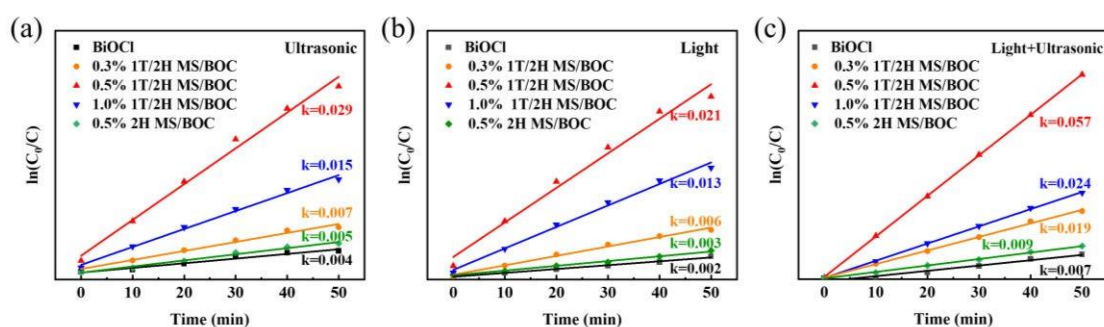 (a)
Ultrasonic
BiOCl
0.3% 1T/2H MS/BOC
0.5% 1T/2H MS/BOC
1.0% 1T/2H MS/BOC
0.5% 2H MS/BOC
k=0.029
k=0.015
k=0.007
k=0.005
k=0.004
ln(C₀/C)
0 10 20 30 40 50
Time (min)
(b)
Light
BiOCl
0.3% 1T/2H MS/BOC
0.5% 1T/2H MS/BOC
1.0% 1T/2H MS/BOC
0.5% 2H MS/BOC
k=0.021
k=0.013
k=0.006
k=0.003
k=0.002
ln(C₀/C)
0 10 20 30 40 50
Time (min)
(c)
Light+Ultrasonic
BiOCl
0.3% 1T/2H MS/BOC
0.5% 1T/2H MS/BOC
1.0% 1T/2H MS/BOC
0.5% 2H MS/BOC
k=0.057
k=0.024
k=0.019
k=0.009
k=0.007
ln(C₀/C)
0 10 20 30 40 50
Time (min)